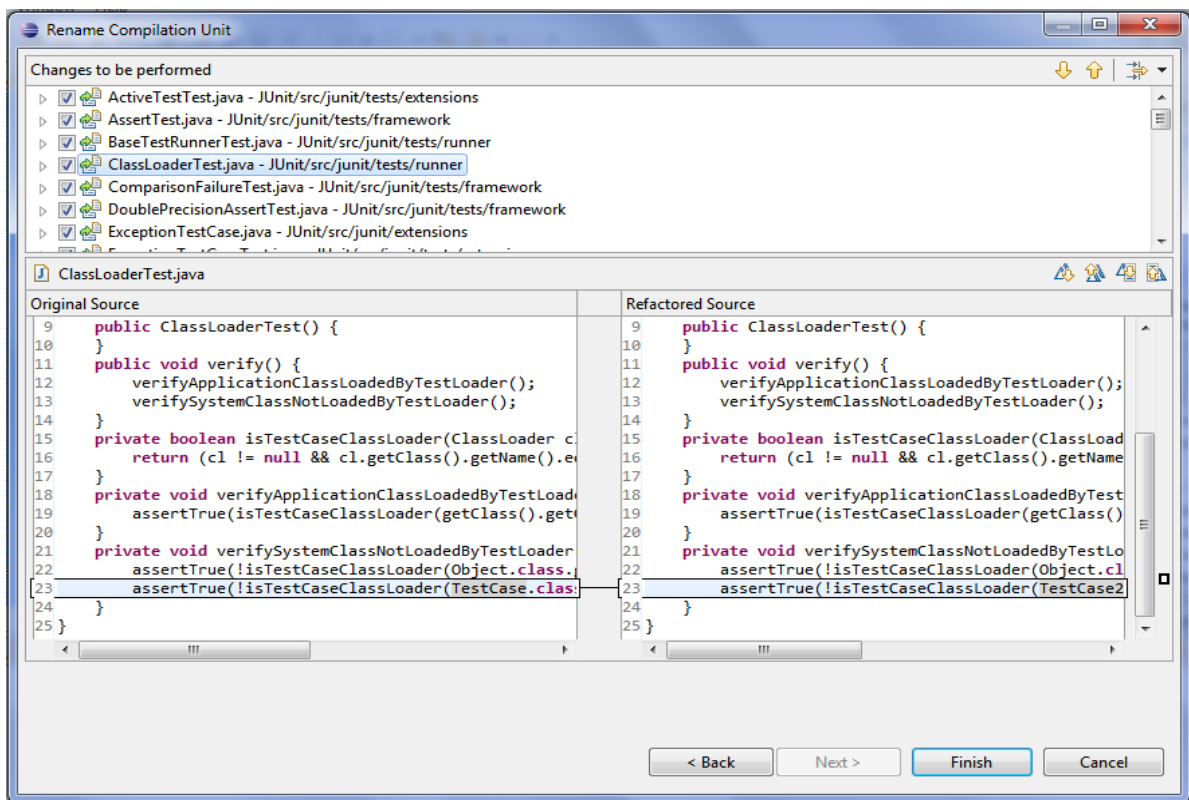 Rename Compilation Unit
Changes to be performed
ActiveTestTest.java - JUnit/src/junit/tests/extensions
AssertTest.java - JUnit/src/junit/tests/framework
BaseTestRunnerTest.java - JUnit/src/junit/tests/runner
ClassLoaderTest.java - JUnit/src/junit/tests/runner
ComparisonFailureTest.java - JUnit/src/junit/tests/framework
DoublePrecisionAssertTest.java - JUnit/src/junit/tests/framework
ExceptionTestCase.java - JUnit/src/junit/extensions
ClassLoaderTest.java
Original Source
9 public ClassLoaderTest() {
10 }
11 public void verify() {
12 verifyApplicationClassLoadedByTestLoader();
13 verifySystemClassNotLoadedByTestLoader();
14 }
15 private boolean isTestCaseClassLoader(ClassLoader
16 return (cl != null && cl.getClass().getName().
17 }
18 private void verifyApplicationClassLoadedByTestLoad
19 assertTrue(isTestCaseClassLoader(getClass().get
20 }
21 private void verifySystemClassNotLoadedByTestLoader
22 assertTrue(!isTestCaseClassLoader(Object.class.
23 assertTrue(!isTestCaseClassLoader(TestCase.clas
24 }
25 }
Refactored Source
9 public ClassLoaderTest() {
10 }
11 public void verify() {
12 verifyApplicationClassLoadedByTestLoader();
13 verifySystemClassNotLoadedByTestLoader();
14 }
15 private boolean isTestCaseClassLoader(ClassLoad
16 return (cl != null && cl.getClass().getName
17 }
18 private void verifyApplicationClassLoadedByTest
19 assertTrue(isTestCaseClassLoader(getClass()
20 }
21 private void verifySystemClassNotLoadedByTestLo
22 assertTrue(!isTestCaseClassLoader(Object.cl
23 assertTrue(!isTestCaseClassLoader(TestCase2
24 }
25 }
< Back
Next >
Finish
Cancel